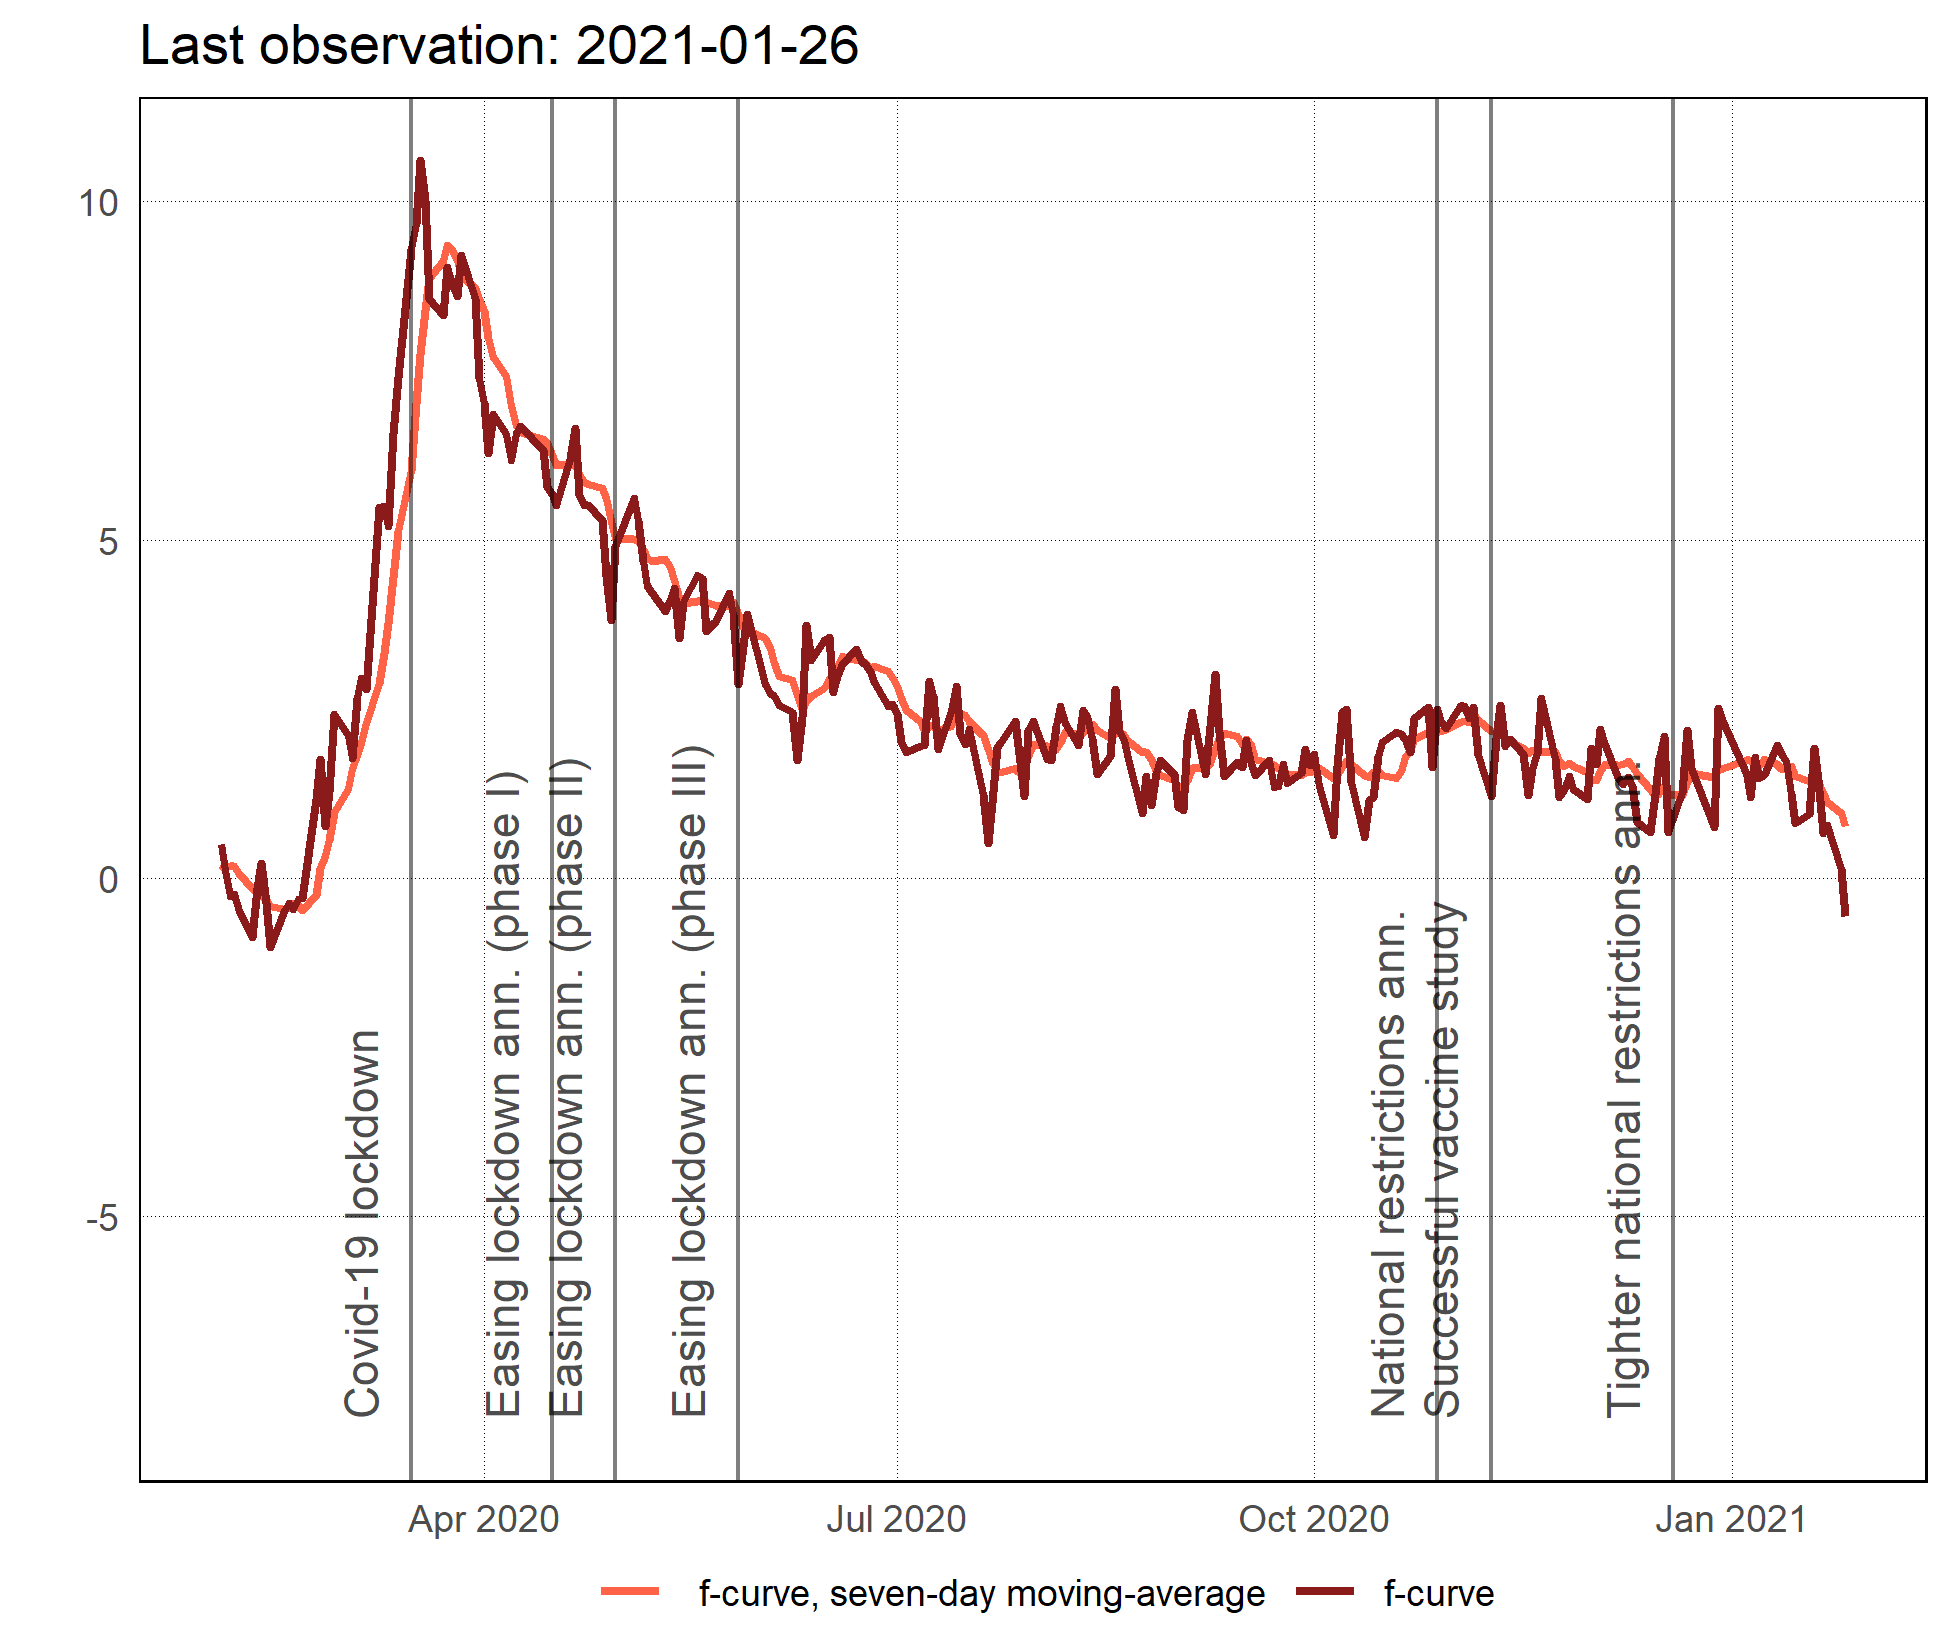 Last observation: 2021-01-26
10
5
0
-5
Covid-19 lockdown
Easing lockdown ann. (phase I)
Easing lockdown ann. (phase II)
Easing lockdown ann. (phase III)
National restrictions ann.
Successful vaccine study
Tighter national restrictions ann.
Apr 2020
Jul 2020
Oct 2020
Jan 2021
f-curve, seven-day moving-average
f-curve